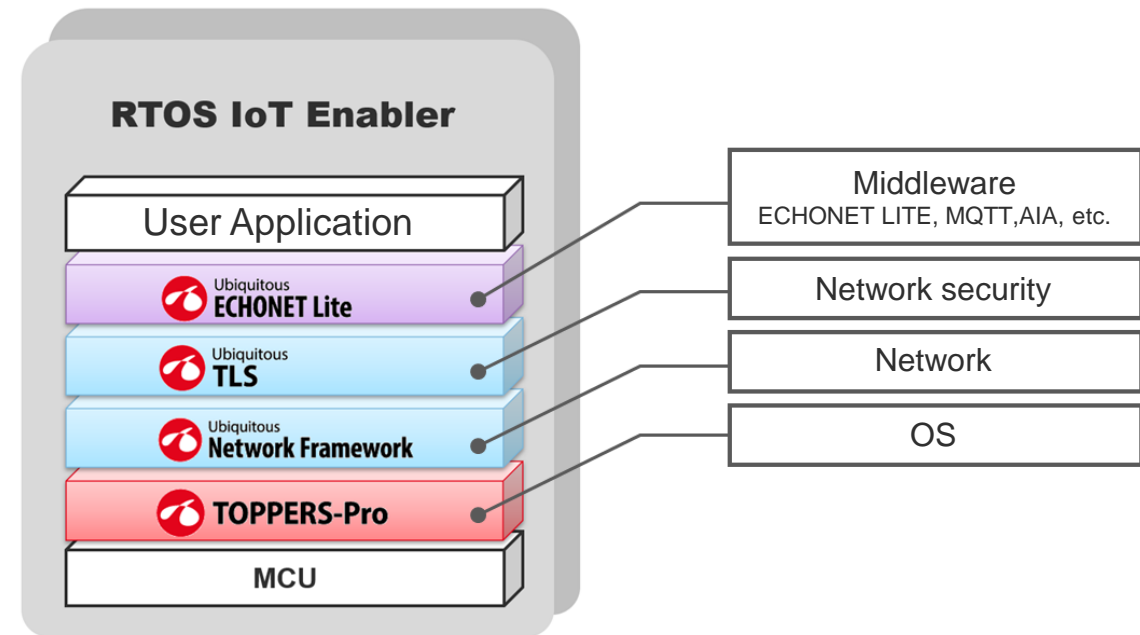 RTOS IoT Enabler
User Application
Ubiquitous
ECHONET Lite
Ubiquitous
TLS
Ubiquitous
Network Framework
TOPPERS-Pro
MCU
Middleware
ECHONET LITE, MQTT,AIA, etc.
Network security
Network
OS